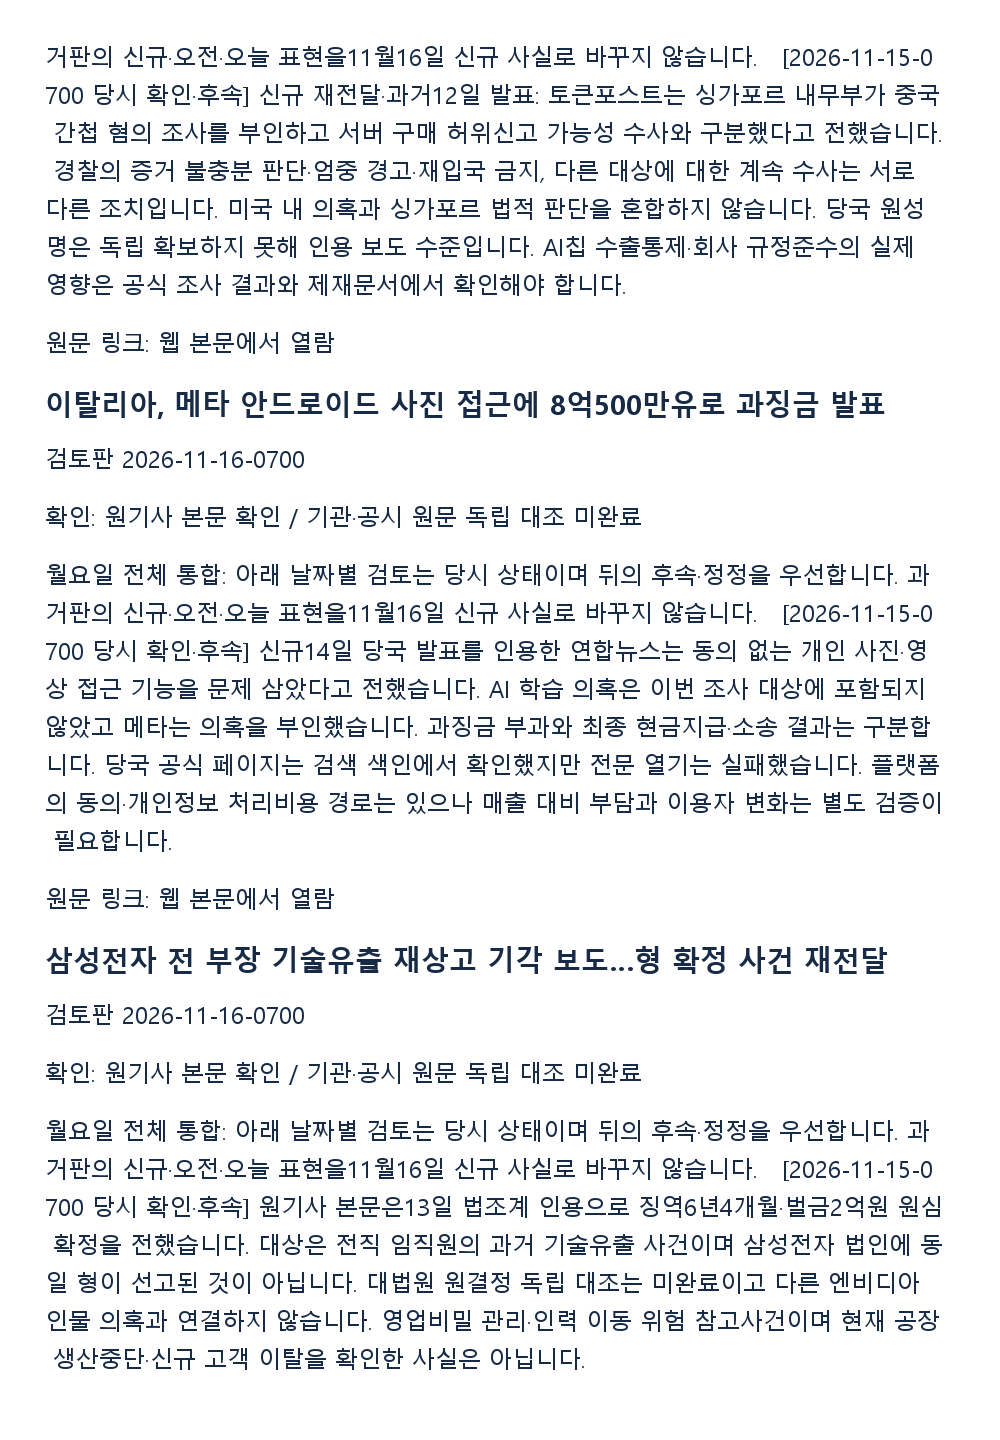 거판의 신규·오전·오늘 표현을11월16일 신규 사실로 바꾸지 않습니다.   [2026-11-15-0
700 당시 확인·후속] 신규 재전달·과거12일 발표: 토큰포스트는 싱가포르 내무부가 중국
간첩 혐의 조사를 부인하고 서버 구매 허위신고 가능성 수사와 구분했다고 전했습니다.
경찰의 증거 불충분 판단·엄중 경고·재입국 금지, 다른 대상에 대한 계속 수사는 서로
다른 조치입니다. 미국 내 의혹과 싱가포르 법적 판단을 혼합하지 않습니다. 당국 원성
명은 독립 확보하지 못해 인용 보도 수준입니다. AI칩 수출통제·회사 규정준수의 실제
영향은 공식 조사 결과와 제재문서에서 확인해야 합니다.
원문 링크: 웹 본문에서 열람
이탈리아, 메타 안드로이드 사진 접근에 8억500만유로 과징금 발표
검토판 2026-11-16-0700
확인: 원기사 본문 확인 / 기관·공시 원문 독립 대조 미완료
월요일 전체 통합: 아래 날짜별 검토는 당시 상태이며 뒤의 후속·정정을 우선합니다. 과
거판의 신규·오전·오늘 표현을11월16일 신규 사실로 바꾸지 않습니다.   [2026-11-15-0
700 당시 확인·후속] 신규14일 당국 발표를 인용한 연합뉴스는 동의 없는 개인 사진·영
상 접근 기능을 문제 삼았다고 전했습니다. AI 학습 의혹은 이번 조사 대상에 포함되지
않았고 메타는 의혹을 부인했습니다. 과징금 부과와 최종 현금지급·소송 결과는 구분합
니다. 당국 공식 페이지는 검색 색인에서 확인했지만 전문 열기는 실패했습니다. 플랫폼
의 동의·개인정보 처리비용 경로는 있으나 매출 대비 부담과 이용자 변화는 별도 검증이
필요합니다.
원문 링크: 웹 본문에서 열람
삼성전자 전 부장 기술유출 재상고 기각 보도…형 확정 사건 재전달
검토판 2026-11-16-0700
확인: 원기사 본문 확인 / 기관·공시 원문 독립 대조 미완료
월요일 전체 통합: 아래 날짜별 검토는 당시 상태이며 뒤의 후속·정정을 우선합니다. 과
거판의 신규·오전·오늘 표현을11월16일 신규 사실로 바꾸지 않습니다.   [2026-11-15-0
700 당시 확인·후속] 원기사 본문은13일 법조계 인용으로 징역6년4개월·벌금2억원 원심
확정을 전했습니다. 대상은 전직 임직원의 과거 기술유출 사건이며 삼성전자 법인에 동
일 형이 선고된 것이 아닙니다. 대법원 원결정 독립 대조는 미완료이고 다른 엔비디아
인물 의혹과 연결하지 않습니다. 영업비밀 관리·인력 이동 위험 참고사건이며 현재 공장
생산중단·신규 고객 이탈을 확인한 사실은 아닙니다.